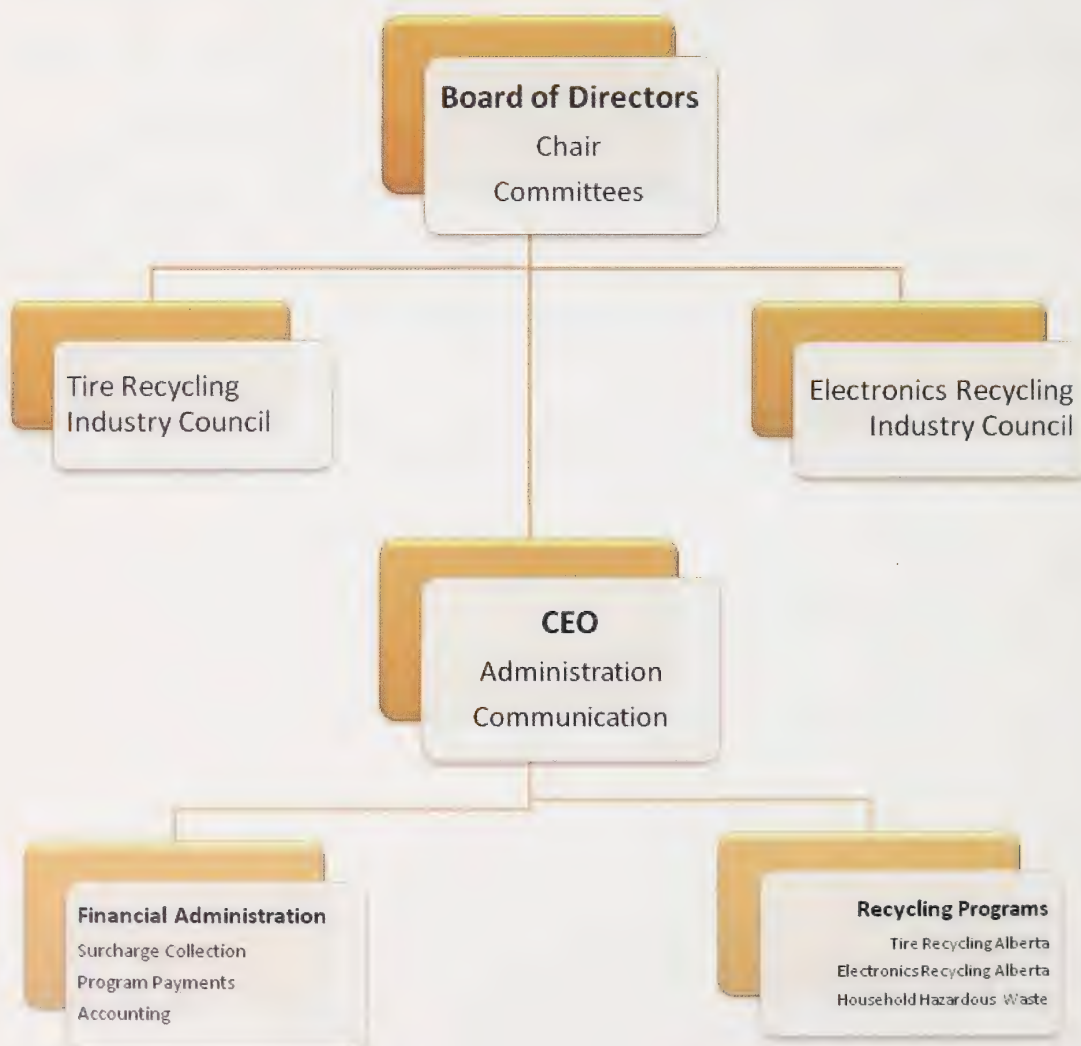 Board of Directors
Chair
Committees
Tire Recycling
Industry Council
Electronics Recycling
Industry Council
CEO
Administration
Communication
Financial Administration
Surcharge Collection
Program Payments
Accounting
Recycling Programs
Tire Recycling Alberta
Electronics Recycling Alberta
Household Hazardous Waste